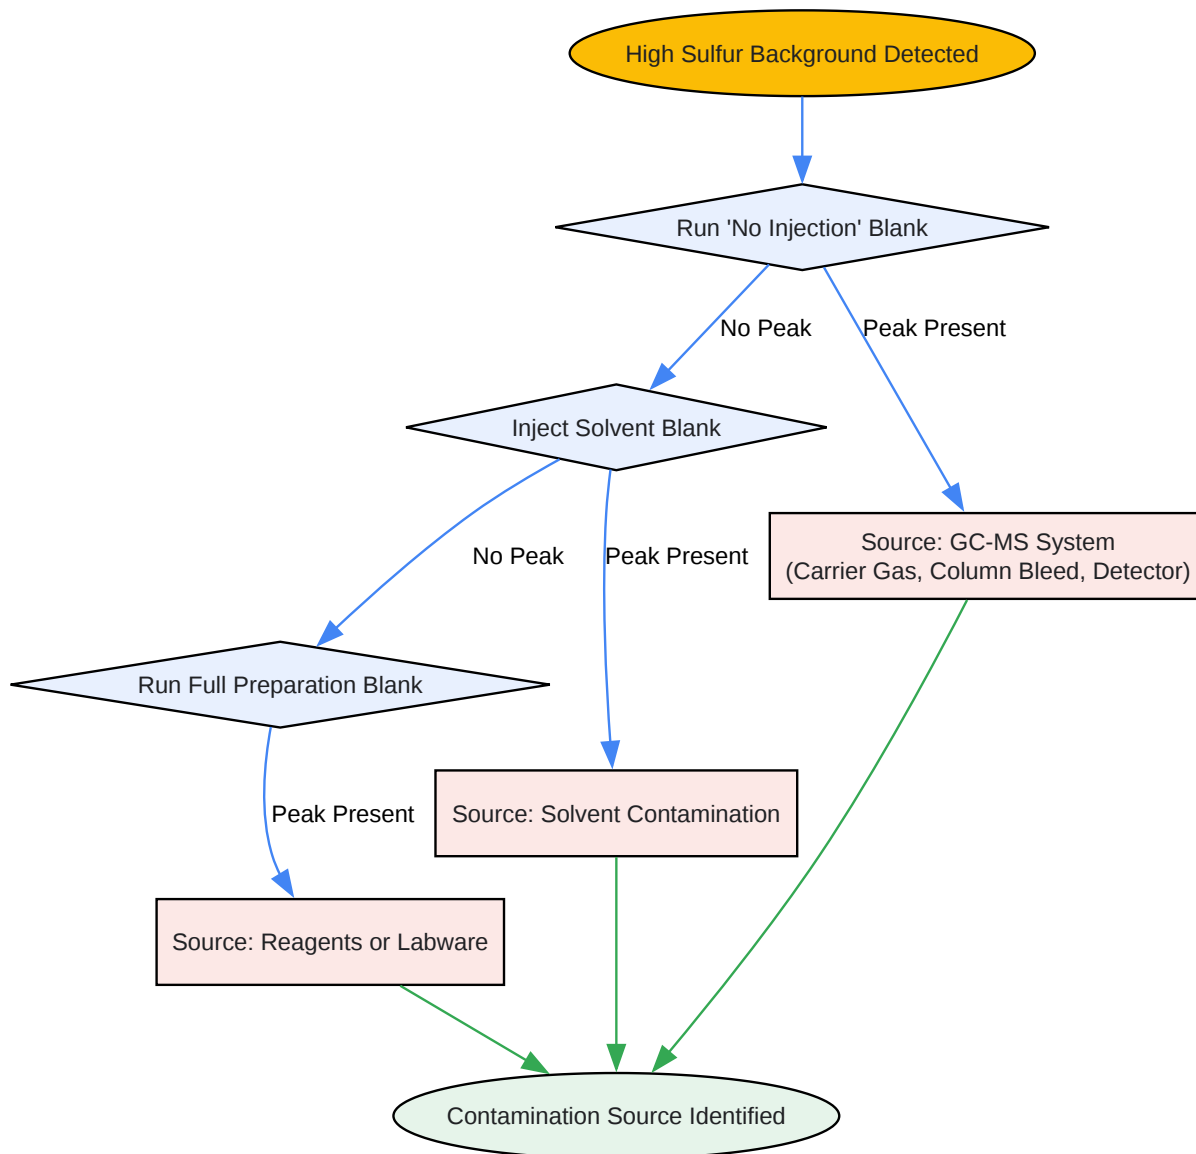 High Sulfur Background Detected
Run 'No Injection' Blank
No Peak
Peak Present
Inject Solvent Blank
Source: GC-MS System
(Carrier Gas, Column Bleed, Detector)
No Peak
Peak Present
Run Full Preparation Blank
Peak Present
Source: Solvent Contamination
Source: Reagents or Labware
Contamination Source Identified